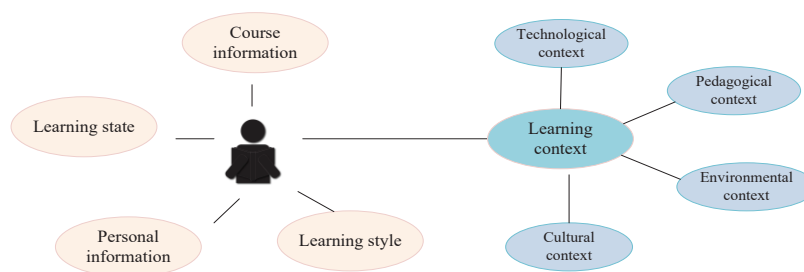 Course
information
Learning state
Personal
information
Learning style
Learning
context
Technological
context
Pedagogical
context
Environmental
context
Cultural
context